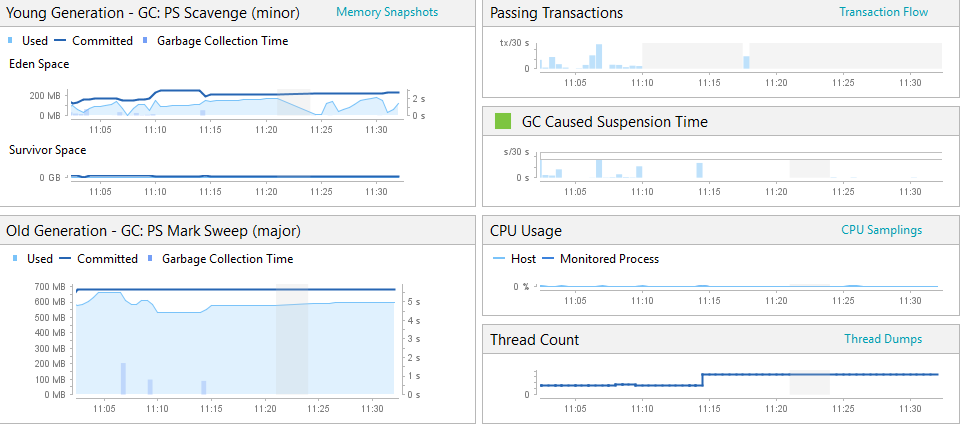 Young Generation - GC: PS Scavenge (minor) Memory Snapshots
Used Committed Garbage Collection Time
Eden Space
200 MB 2 s
0 MB 0 s
11:05 11:10 11:15 11:20 11:25 11:30
Survivor Space
0 GB
11:05 11:10 11:15 11:20 11:25 11:30
Old Generation - GC: PS Mark Sweep (major)
Used Committed Garbage Collection Time
700 MB
600 MB 5 s
500 MB 4 s
400 MB 3 s
300 MB
200 MB 2 s
100 MB 1 s
0 MB 0 s
11:05 11:10 11:15 11:20 11:25 11:30
Passing Transactions Transaction Flow
tx/30 s
0
11:05 11:10 11:15 11:20 11:25 11:30
GC Caused Suspension Time
s/30 s
0 s
11:05 11:10 11:15 11:20 11:25 11:30
CPU Usage CPU Samplings
Host Monitored Process
0 %
11:05 11:10 11:15 11:20 11:25 11:30
Thread Count Thread Dumps
0
11:05 11:10 11:15 11:20 11:25 11:30